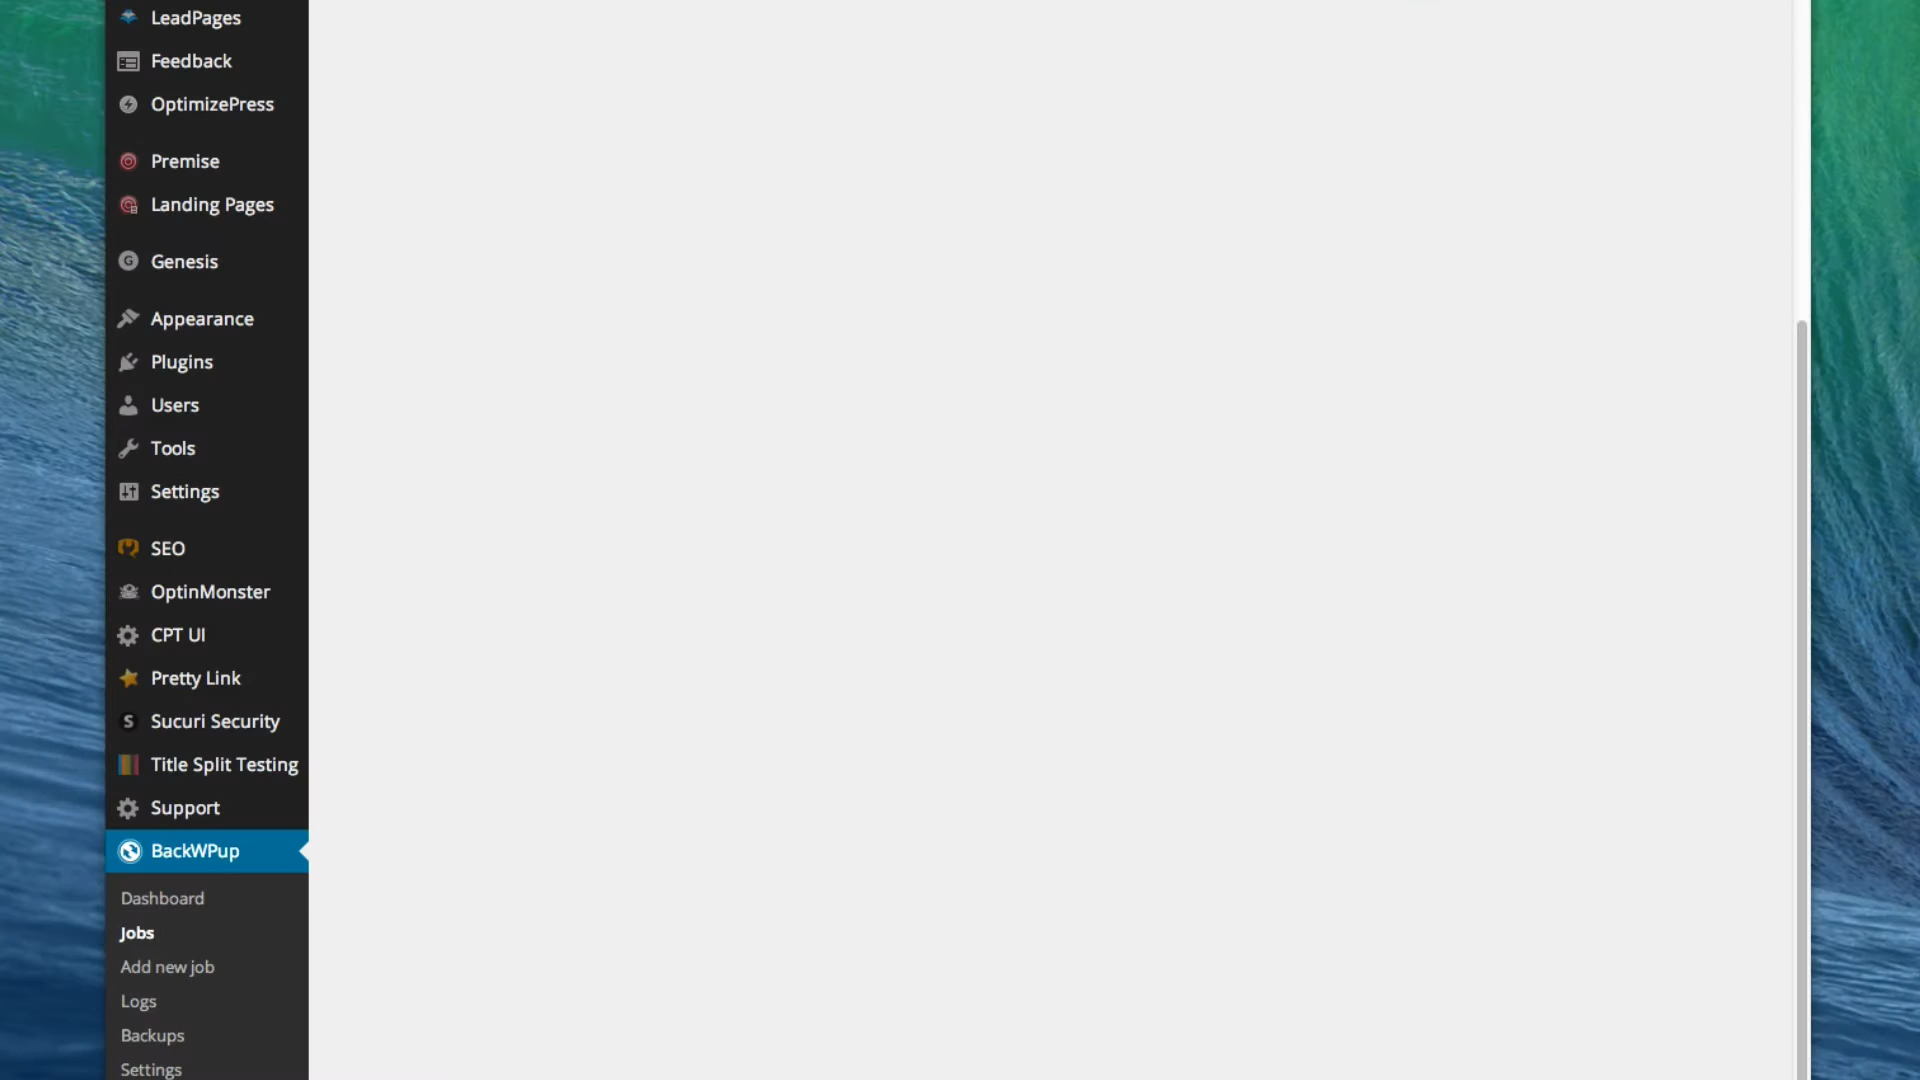 LeadPages
Feedback
OptimizePress
Premise
Landing Pages
Genesis
Appearance
Plugins
Users
Tools
Settings
SEO
OptinMonster
CPT UI
Pretty Link
Sucuri Security
Title Split Testing
Support
BackWPup
Dashboard
Jobs
Add new job
Logs
Backups
Settings